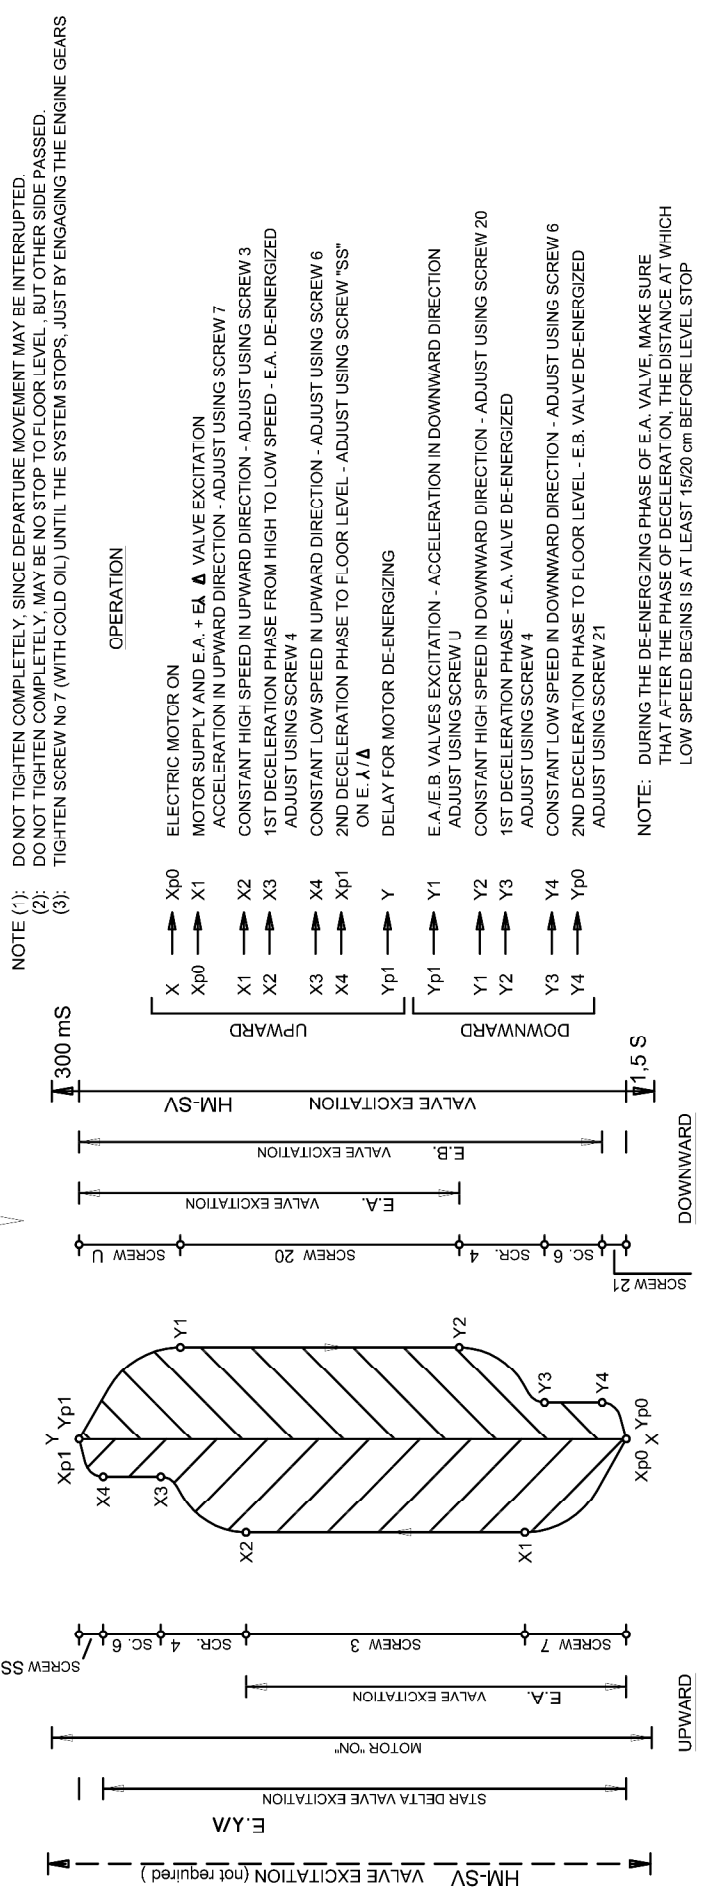 NOTE (1): DO NOT TIGHTEN COMPLETELY, SINCE DEPARTURE MOVEMENT MAY BE INTERRUPTED.
(2): DO NOT TIGHTEN COMPLETELY, MAY BE NO STOP TO FLOOR LEVEL , BUT OTHER SIDE PASSED.
(3): TIGHTEN SCREW No 7 (WITH COLD OIL) UNTIL THE SYSTEM STOPS, JUST BY ENGAGING THE ENGINE GEARS
OPERATION
UPWARD
X Xp0 ELECTRIC MOTOR ON
Xp0 X1 MOTOR SUPPLY AND E.A. + E⅄ Δ VALVE EXCITATION
ACCELERATION IN UPWARD DIRECTION - ADJUST USING SCREW 7
X1 X2 CONSTANT HIGH SPEED IN UPWARD DIRECTION - ADJUST USING SCREW 3
X2 X3 1ST DECELERATION PHASE FROM HIGH TO LOW SPEED - E.A. DE-ENERGIZED
ADJUST USING SCREW 4
X3 X4 CONSTANT LOW SPEED IN UPWARD DIRECTION - ADJUST USING SCREW 6
X4 Xp1 2ND DECELERATION PHASE TO FLOOR LEVEL - ADJUST USING SCREW "SS"
ON E.⅄/Δ
Yp1 Y DELAY FOR MOTOR DE-ENERGIZING
DOWNWARD
Yp1 Y1 E.A./E.B. VALVES EXCITATION - ACCELERATION IN DOWNWARD DIRECTION
ADJUST USING SCREW U
Y1 Y2 CONSTANT HIGH SPEED IN DOWNWARD DIRECTION - ADJUST USING SCREW 20
Y2 Y3 1ST DECELERATION PHASE - E.A. VALVE DE-ENERGIZED
ADJUST USING SCREW 4
Y3 Y4 CONSTANT LOW SPEED IN DOWNWARD DIRECTION - ADJUST USING SCREW 6
Y4 Yp0 2ND DECELERATION PHASE TO FLOOR LEVEL - E.B. VALVE DE-ENERGIZED
ADJUST USING SCREW 21
NOTE: DURING THE DE-ENERGIZING PHASE OF E.A. VALVE, MAKE SURE
THAT AFTER THE PHASE OF DECELERATION, THE DISTANCE AT WHICH
LOW SPEED BEGINS IS AT LEAST 15/20 cm BEFORE LEVEL STOP
300 mS
HM-SV VALVE EXCITATION
1,5 S
E.B. VALVE EXCITATION
E.A. VALVE EXCITATION
DOWNWARD
SCREW U
SCREW 20
SCR. 4
SC. 6
SCREW 21
Y
Xp1 Yp1
Y1
Y2
Y3
Y4
X4
X3
X2
X1
Xp0 Yp0
X
SCREW SS
SC. 6
SCR. 4
SCREW 3
SCREW 7
E.A. VALVE EXCITATION
MOTOR "ON"
STAR DELTA VALVE EXCITATION
E.⅄/Λ
HM-SV VALVE EXCITATION (not required )
UPWARD